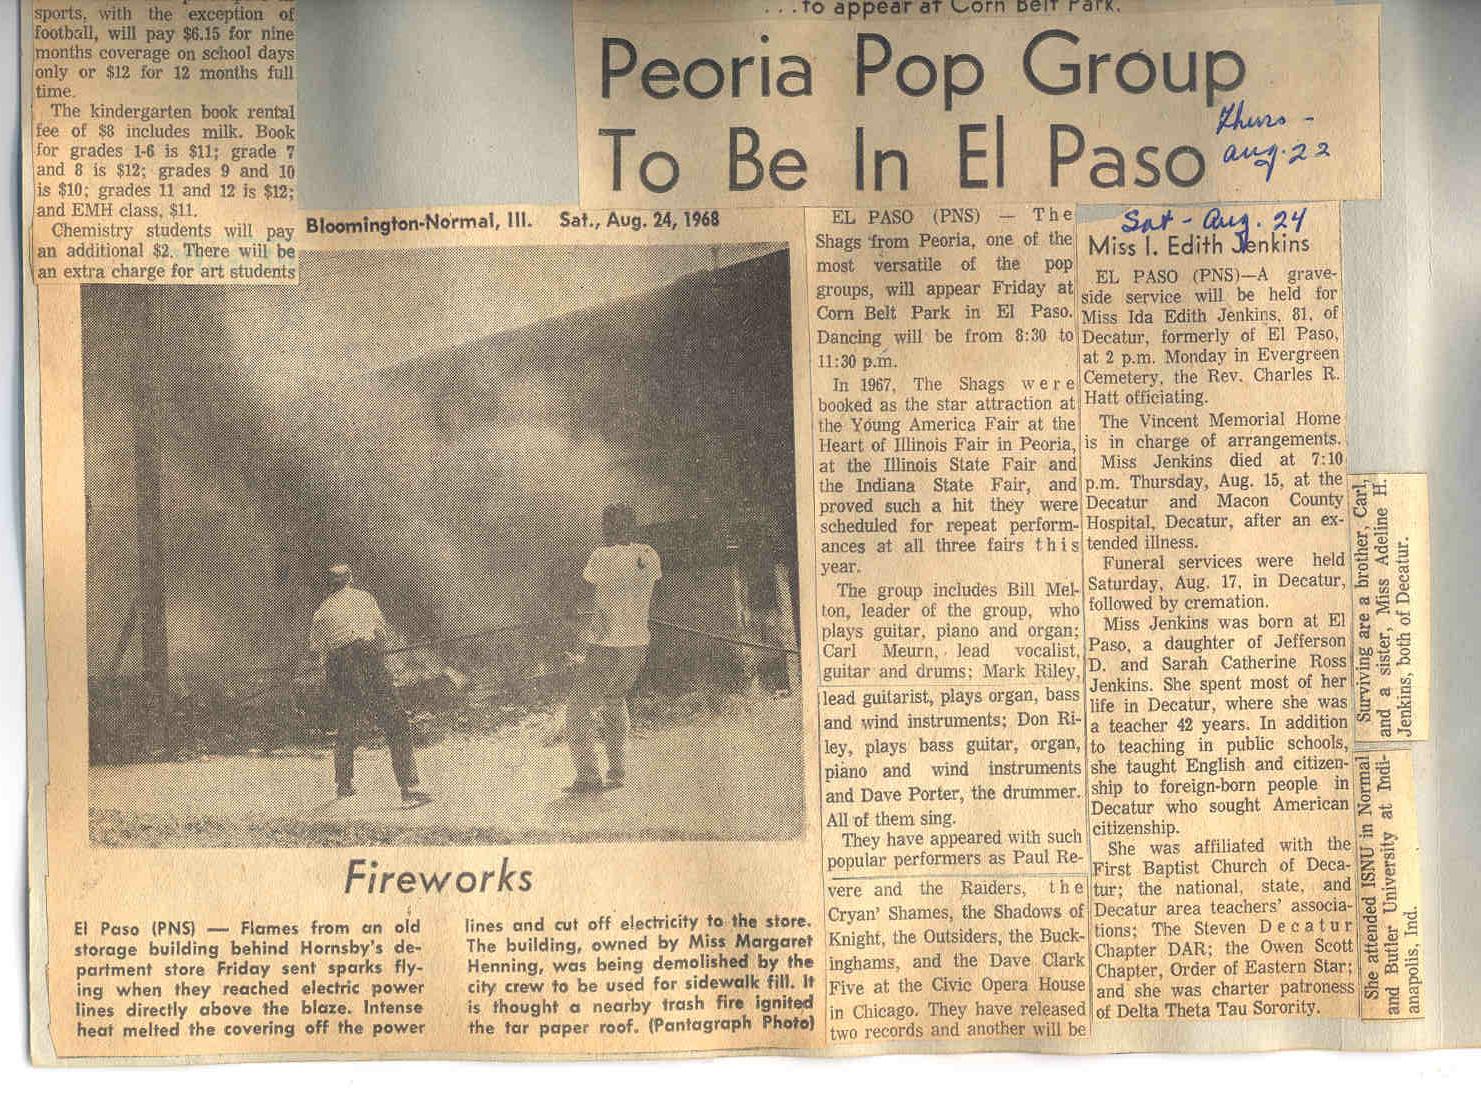 sports, with the exception of
football, will pay $6.15 for nine
months coverage on school days
only or $12 for 12 months full
time.
The kindergarten book rental
fee of $8 includes milk. Book
for grades 1-6 is $11; grade 7
and 8 is $12; grades 9 and 10
is $10; grades 11 and 12 is $12;
and EMH class, $11.
Chemistry students will pay
an additional $2. There will be
an extra charge for art students
Bloomington-Normal, Ill. Sat., Aug. 24, 1968
Fireworks
El Paso (PNS) — Flames from an old
storage building behind Hornsby's de-
partment store Friday sent sparks fly-
ing when they reached electric power
lines directly above the blaze. Intense
heat melted the covering off the power
lines and cut off electricity to the store.
The building, owned by Miss Margaret
Henning, was being demolished by the
city crew to be used for sidewalk fill. It
is thought a nearby trash fire ignited
the tar paper roof. (Pantagraph Photo)
...to appear at Corn Belt Park.
Peoria Pop Group
To Be In El Paso
Thurs -
Aug. 22
EL PASO (PNS) — The
Shags from Peoria, one of the
most versatile of the pop
groups, will appear Friday at
Corn Belt Park in El Paso.
Dancing will be from 8:30 to
11:30 p.m.
In 1967, The Shags were
booked as the star attraction at
the Young America Fair at the
Heart of Illinois Fair in Peoria,
at the Illinois State Fair and
the Indiana State Fair, and
proved such a hit they were
scheduled for repeat perform-
ances at all three fairs this
year.
The group includes Bill Mel-
ton, leader of the group, who
plays guitar, piano and organ;
Carl Meurn, lead vocalist,
guitar and drums; Mark Riley,
lead guitarist, plays organ, bass
and wind instruments; Don Ri-
ley, plays bass guitar, organ,
piano and wind instruments
and Dave Porter, the drummer.
All of them sing.
They have appeared with such
popular performers as Paul Re-
vere and the Raiders, the
Cryan' Shames, the Shadows of
Knight, the Outsiders, the Buck-
inghams, and the Dave Clark
Five at the Civic Opera House
in Chicago. They have released
two records and another will be
Sat - Aug. 24
Miss I. Edith Jenkins
EL PASO (PNS)—A grave-
side service will be held for
Miss Ida Edith Jenkins, 81, of
Decatur, formerly of El Paso,
at 2 p.m. Monday in Evergreen
Cemetery, the Rev. Charles R.
Hatt officiating.
The Vincent Memorial Home
is in charge of arrangements.
Miss Jenkins died at 7:10
p.m. Thursday, Aug. 15, at the
Decatur and Macon County
Hospital, Decatur, after an ex-
tended illness.
Funeral services were held
Saturday, Aug. 17, in Decatur,
followed by cremation.
Miss Jenkins was born at El
Paso, a daughter of Jefferson
D. and Sarah Catherine Ross
Jenkins. She spent most of her
life in Decatur, where she was
a teacher 42 years. In addition
to teaching in public schools,
she taught English and citizen-
ship to foreign-born people in
Decatur who sought American
citizenship.
She was affiliated with the
First Baptist Church of Deca-
tur; the national, state, and
Decatur area teachers' associa-
tions; The Steven Decatur
Chapter DAR; the Owen Scott
Chapter, Order of Eastern Star;
and she was charter patroness
of Delta Theta Tau Sorority.
Surviving are a brother, Carl,
and a sister, Miss Adeline H.
Jenkins, both of Decatur.
She attended ISNU in Normal
and Butler University at Indi-
anapolis, Ind.